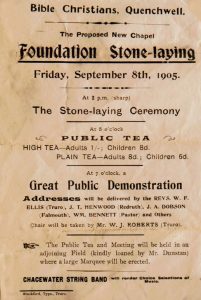 Bible Christians, Quenchwell.
The Proposed New Chapel
Foundation Stone-laying
Friday, September 8th, 1905.
At 3 p.m. (sharp)
The Stone-laying Ceremony
At 5 o'clock
PUBLIC TEA
HIGH TEA—Adults 1/-; Children 8d.
PLAIN TEA—Adults 8d.; Children 6d.
At 7 o'clock, a
Great Public Demonstration
Addresses will be delivered by the REVS. W. F.
ELLIS (Truro), J. T. HENWOOD (Redruth), J. A. DOBSON
(Falmouth), WM. BENNETT Pastor) and Others
Chair will be taken by Mr. W. J. ROBERTS (Truro).
The Public Tea and Meeting will be held in an
adjoining Field (kindly loaned by Mr. Dunstan)
where a large Marquee will be erected.
CHACEWATER STRING BAND will render Choice Selections of
Music.
Typo., Truro.